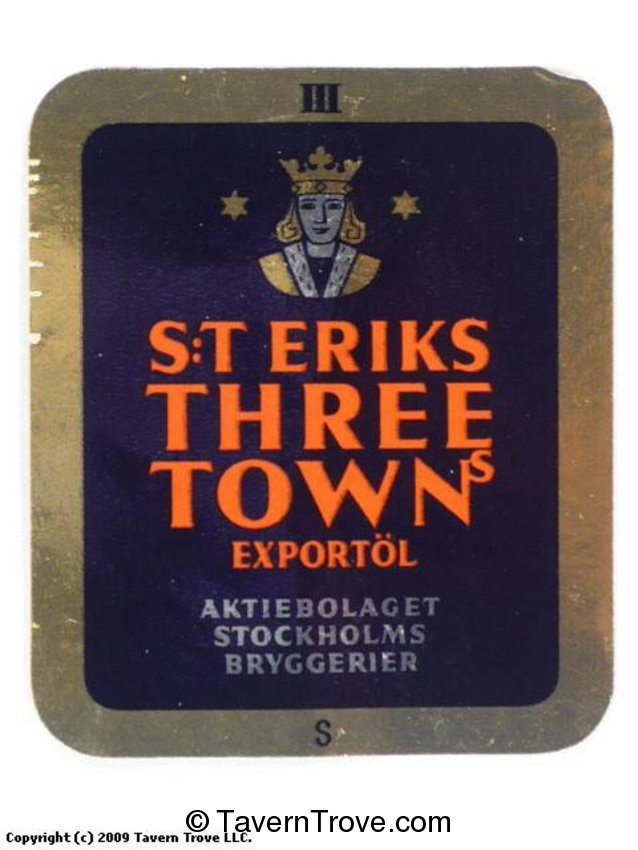 III
S:T ERIKS
THREE
TOWNS
EXPORTÖL
AKTIEBOLAGET
STOCKHOLMS
BRYGGERIER
S
© TavernTrove.com
Copyright (c) 2009 Tavern Trove LLC.